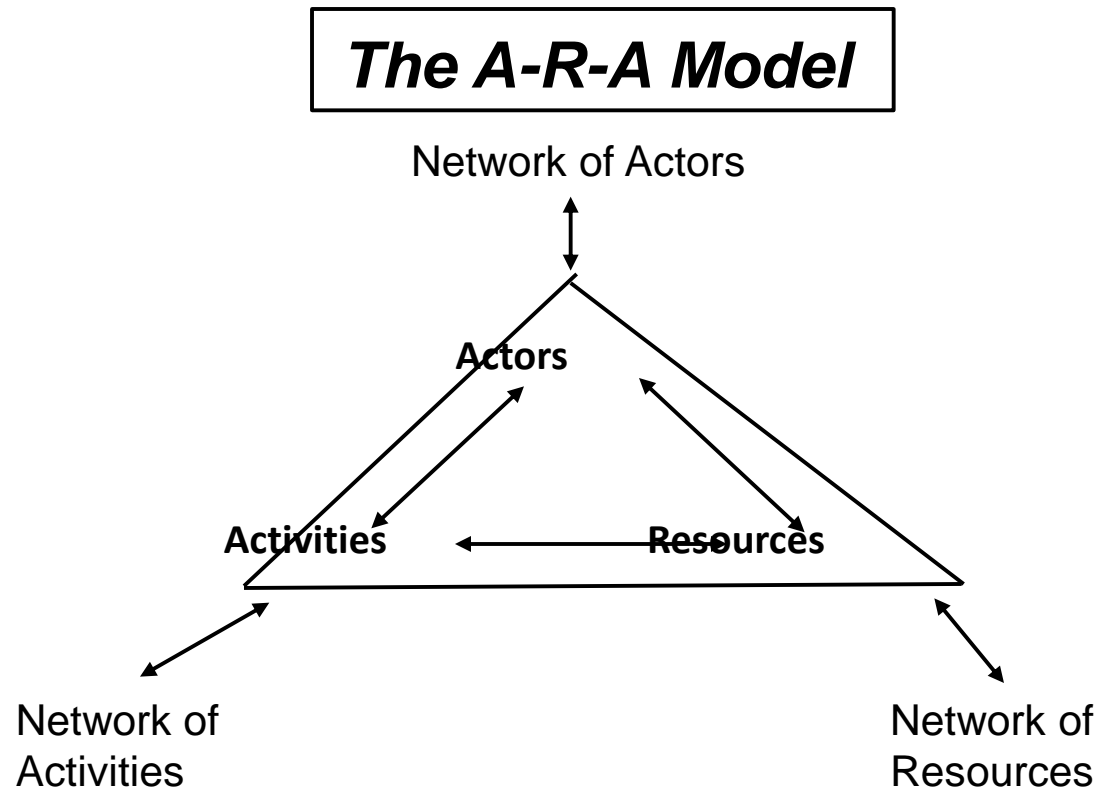 The A-R-A Model
Network of Actors
Actors
Activities
Resources
Network of
Activities
Network of
Resources